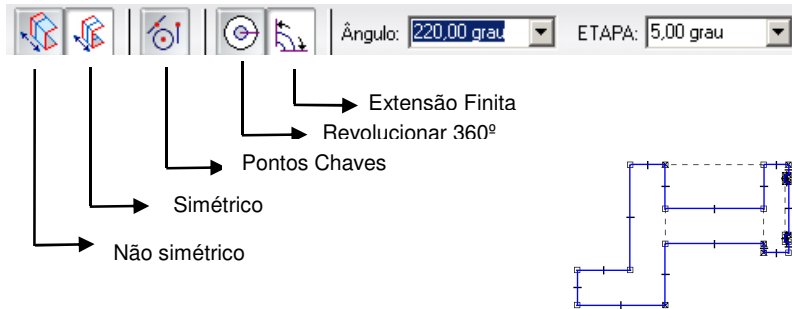 Ângulo: 220,00 grau ETAPA: 5,00 grau
Extensão Finita
Revolucionar 360º
Pontos Chaves
Simétrico
Não simétrico